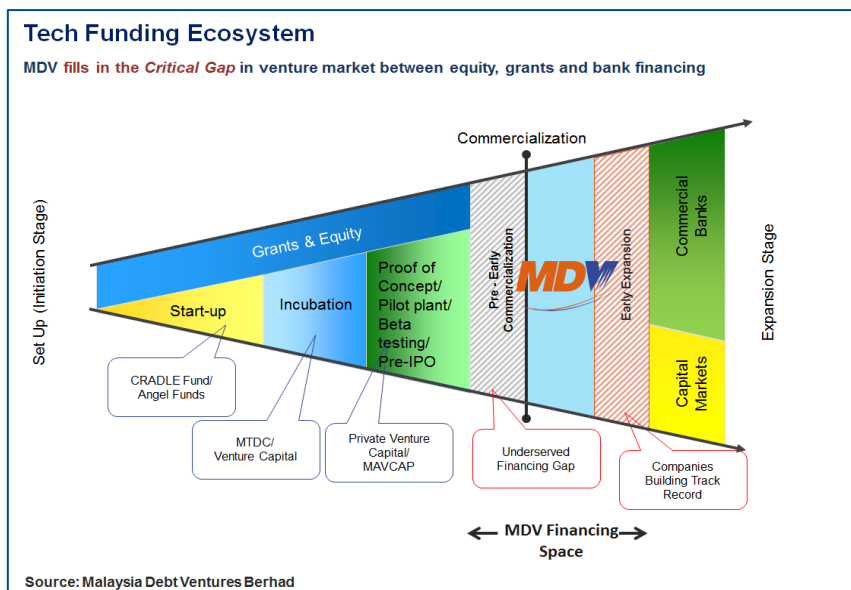 Tech Funding Ecosystem
MDV fills in the Critical Gap in venture market between equity, grants and bank financing
Commercialization
Set Up (Initiation Stage)
Grants & Equity
Start-up
Incubation
Proof of
Concept/
Pilot plant/
Beta
testing/
Pre-IPO
Pre - Early
Commercialization
MDV
Early Expansion
Commercial
Banks
Capital
Markets
Expansion Stage
CRADLE Fund/
Angel Funds
MTDC/
Venture Capital
Private Venture
Capital/
MAVCAP
Underserved
Financing Gap
Companies
Building Track
Record
MDV Financing
Space
Source: Malaysia Debt Ventures Berhad